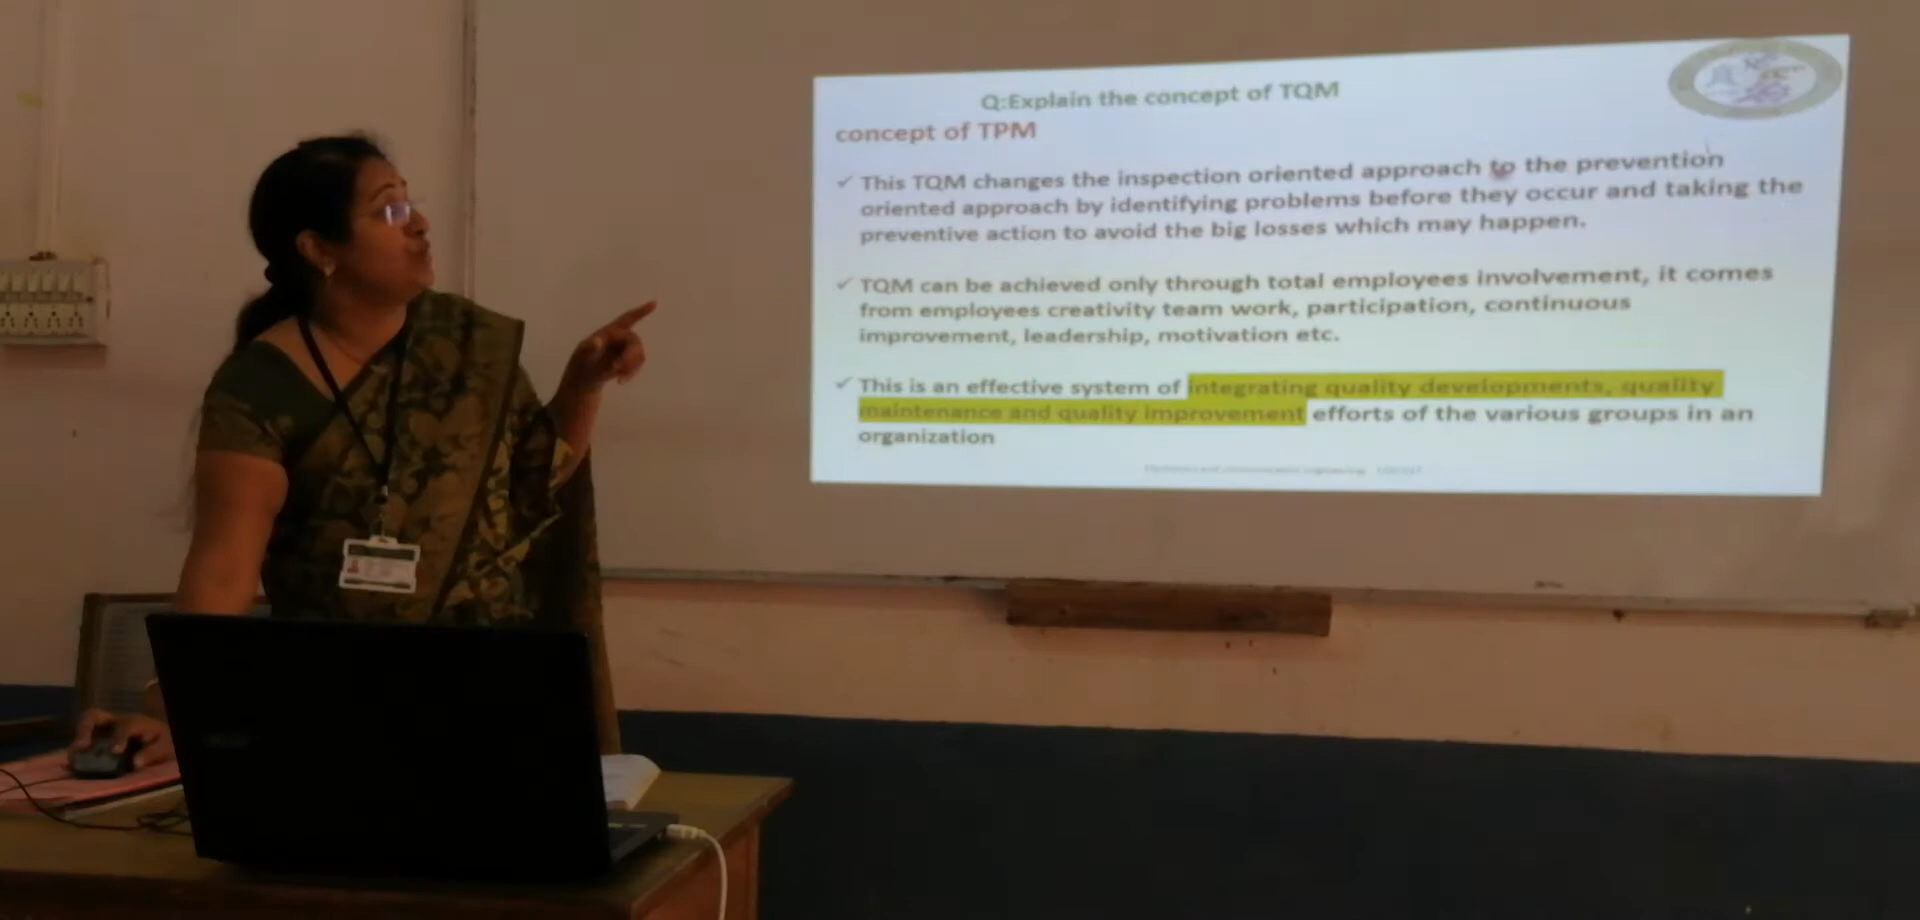 Q:Explain the concept of TQM
concept of TPM
✓ This TQM changes the inspection oriented approach to the prevention
oriented approach by identifying problems before they occur and taking the
preventive action to avoid the big losses which may happen.
✓ TQM can be achieved only through total employees involvement, it comes
from employees creativity team work, participation, continuous
improvement, leadership, motivation etc.
✓ This is an effective system of integrating quality developments, quality
maintenance and quality improvement efforts of the various groups in an
organization